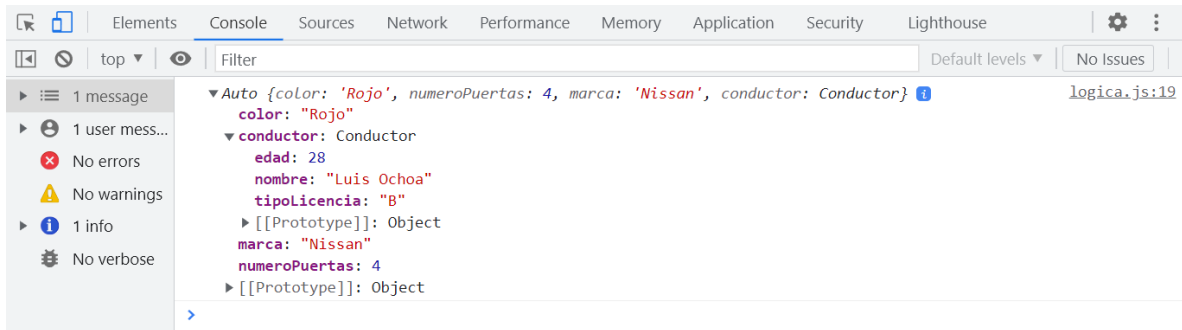 Elements Console Sources Network Performance Memory Application Security Lighthouse
top ▼ Filter Default levels ▼ No Issues
1 message
1 user mess...
No errors
No warnings
1 info
No verbose
▼Auto {color: 'Rojo', numeroPuertas: 4, marca: 'Nissan', conductor: Conductor} i logica.js:19
color: "Rojo"
▼conductor: Conductor
edad: 28
nombre: "Luis Ochoa"
tipoLicencia: "B"
▶[[Prototype]]: Object
marca: "Nissan"
numeroPuertas: 4
▶[[Prototype]]: Object